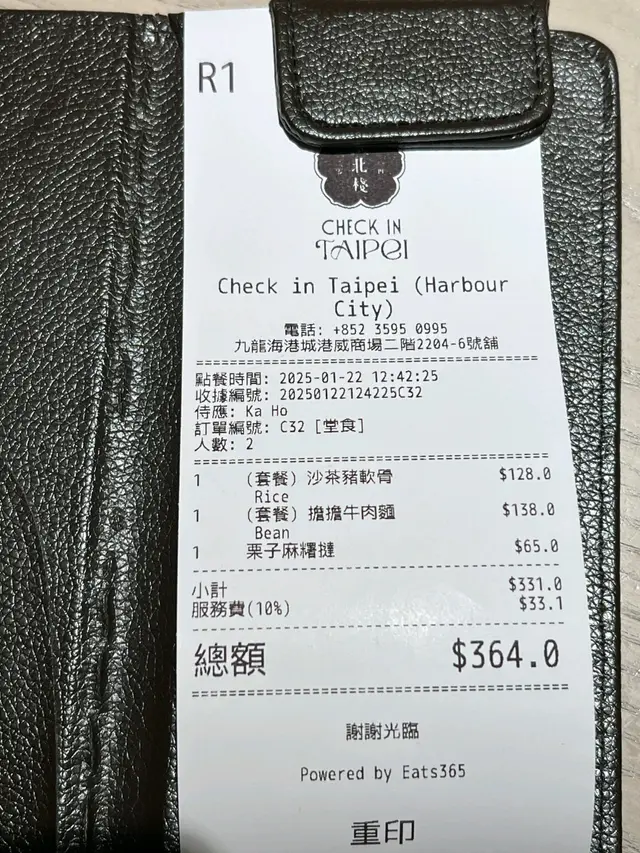 R1
北
棧
CHECK IN
TAIPEI
Check in Taipei (Harbour
City)
電話: +852 3595 0995
九龍海港城港威商場二階2204-6號舖
點餐時間: 2025-01-22 12:42:25
收據編號: 20250122124225C32
侍應: Ka Ho
訂單編號: C32 [堂食]
人數: 2
1 (套餐) 沙茶豬軟骨 $128.0
Rice
1 (套餐) 擔擔牛肉麵 $138.0
Bean
1 栗子麻糬撻 $65.0
小計 $331.0
服務費(10%) $33.1
總額 $364.0
謝謝光臨
Powered by Eats365
重印